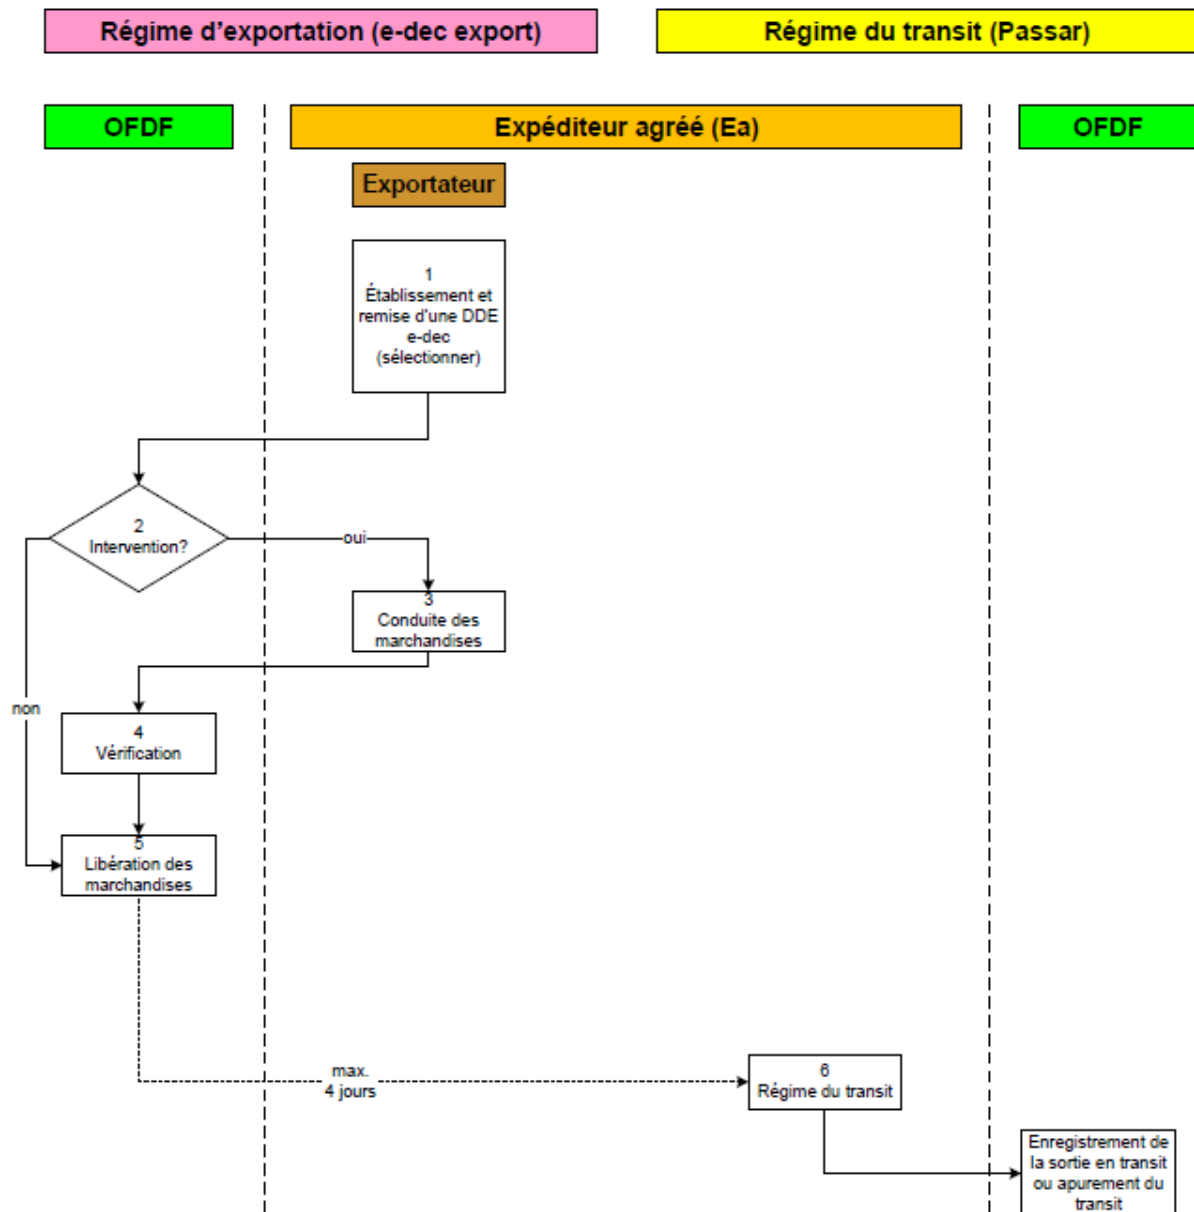 Régime d'exportation (e-dec export)
Régime du transit (Passar)
OFDF
Expéditeur agréé (Ea)
OFDF
Exportateur
1
Établissement et
remise d'une DDE
e-dec
(sélectionner)
2
Intervention?
oui
3
Conduite des
marchandises
non
4
Vérification
5
Libération des
marchandises
max.
4 jours
6
Régime du transit
Enregistrement de
la sortie en transit
ou apurement du
transit